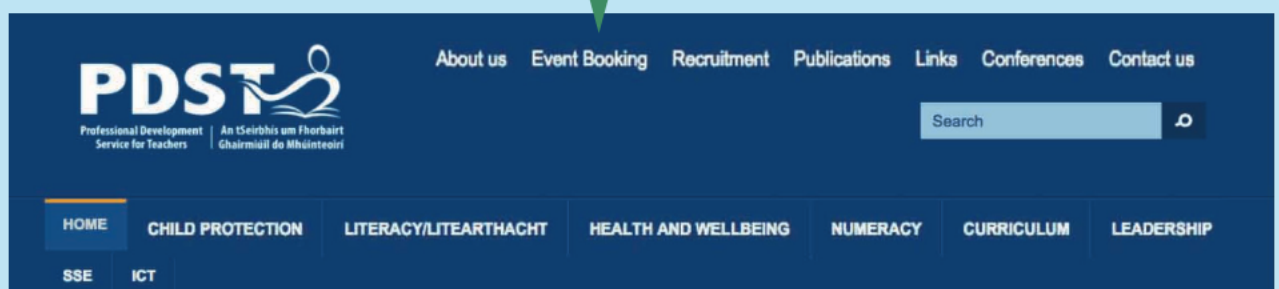 About us Event Booking Recruitment Publications Links Conferences Contact us
PDST
Professional Development
Service for Teachers
An tSeirbhís um Fhorbairt
Ghairmiúil do Mhúinteoirí
Search
HOME CHILD PROTECTION LITERACY/LITEARTHACHT HEALTH AND WELLBEING NUMERACY CURRICULUM LEADERSHIP
SSE ICT